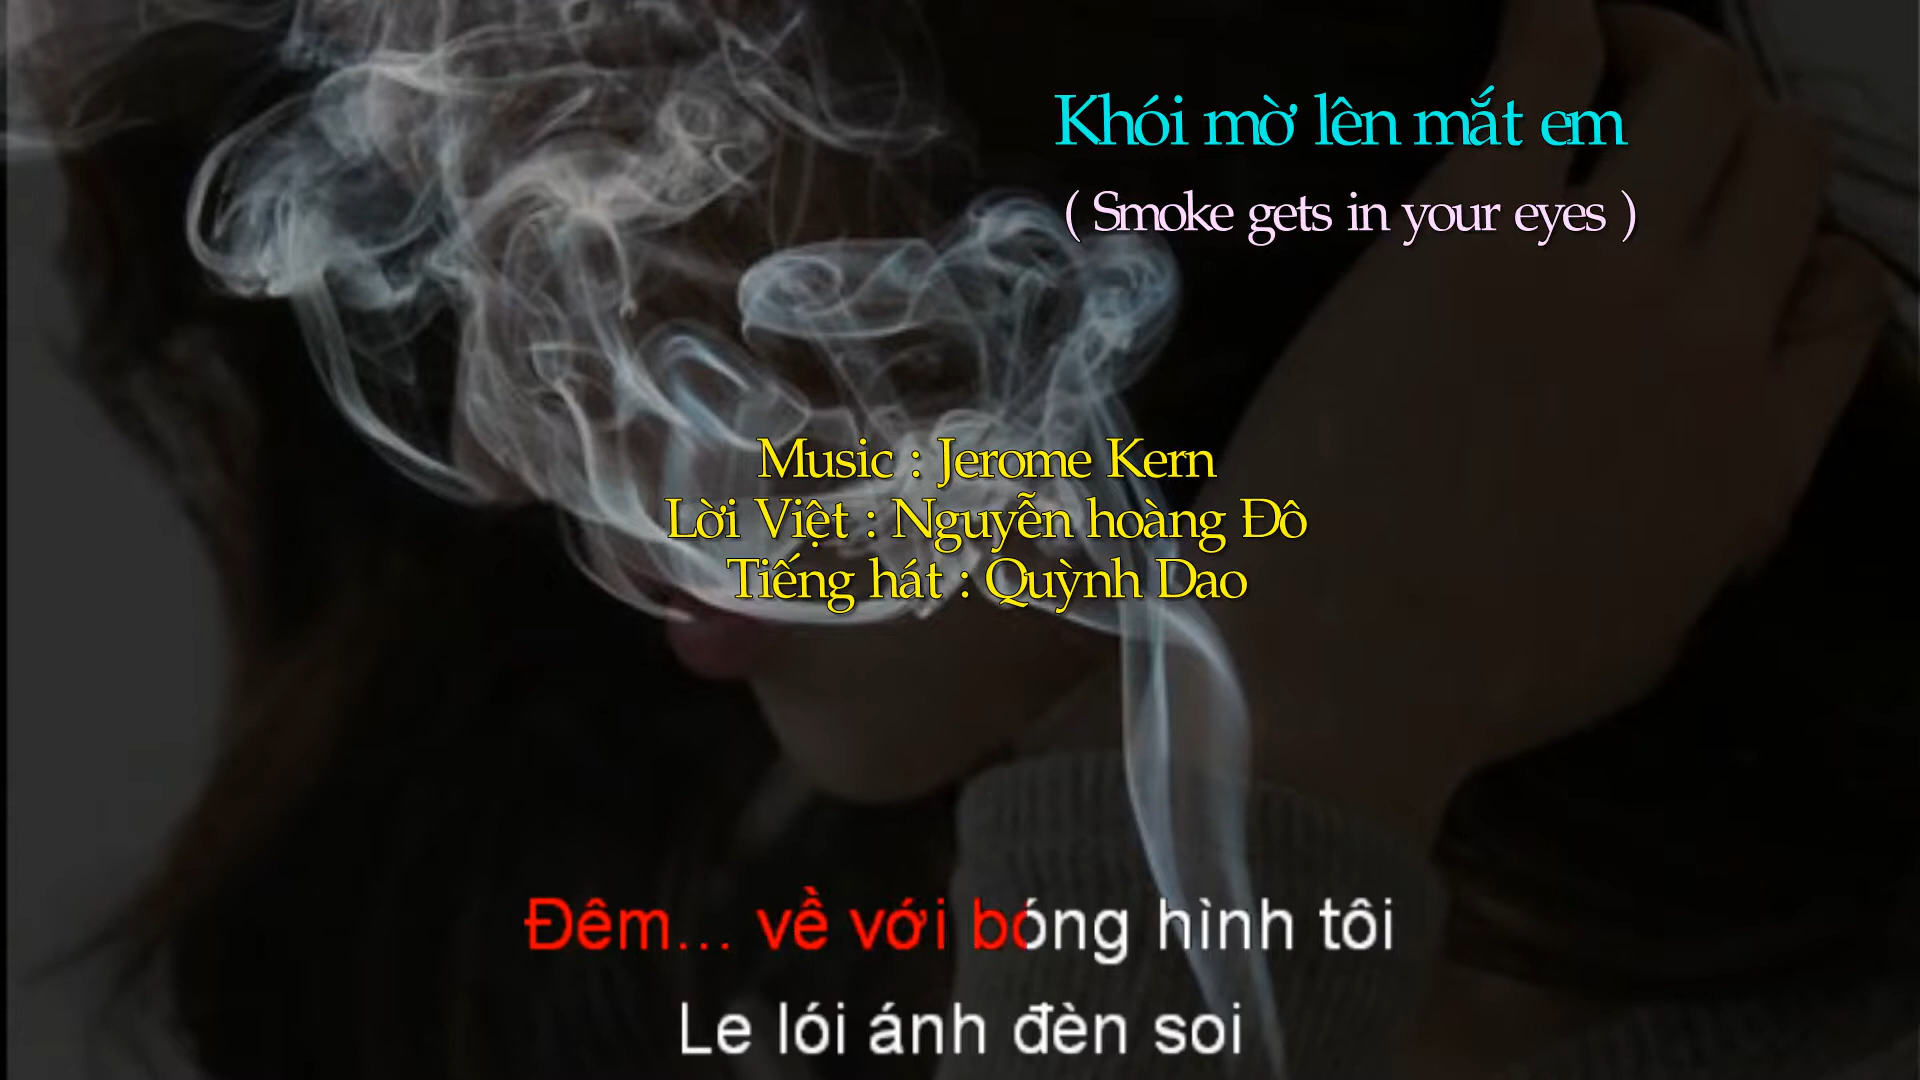 Khói mờ lên mắt em
( Smoke gets in your eyes )
Music : Jerome Kern
Lời Việt : Nguyễn hoàng Đô
Tiếng hát : Quỳnh Dao
Đêm... về với bóng hình tôi
Le lói ánh đèn soi